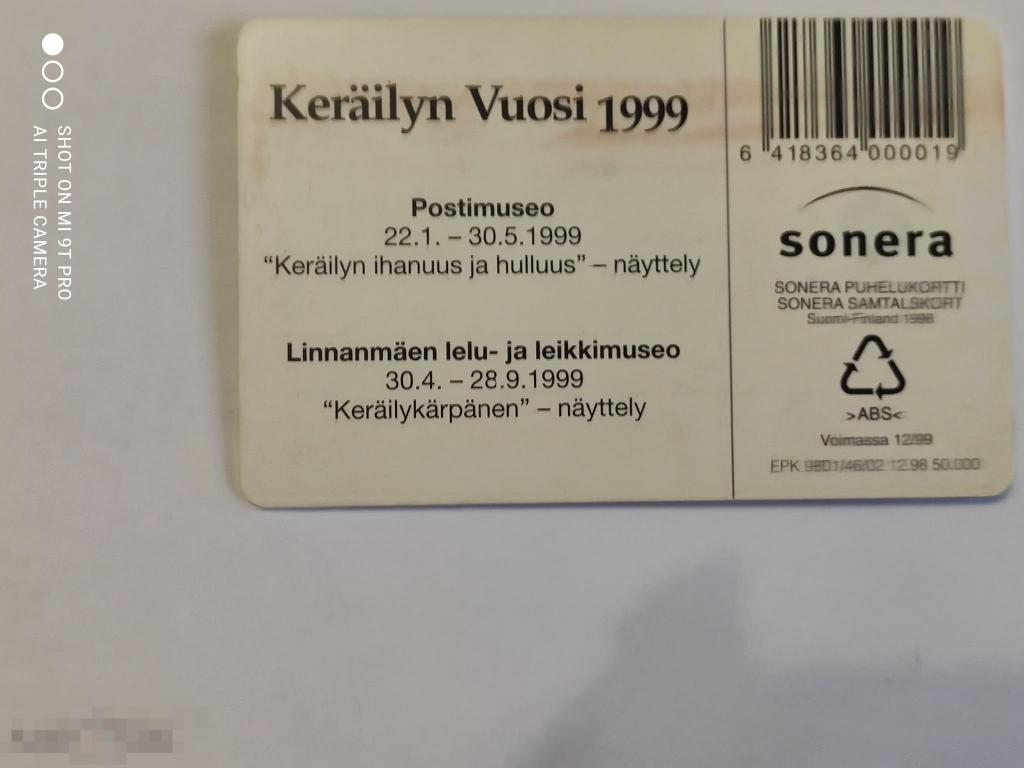 Keräilyn Vuosi 1999
Postimuseo
22.1. – 30.5.1999
“Keräilyn ihanuus ja hulluus” – näyttely
Linnanmäen lelu- ja leikkimuseo
30.4. – 28.9.1999
“Keräilykärpänen” – näyttely
6 418364 000019
sonera
SONERA PUHELUKORTTI
SONERA SAMTALSKORT
Suomi-Finland 1998
>ABS<
Voimassa 12/99
EPK 9801/46/02 12.98 50.000
SHOT ON MI 9T PRO
AI TRIPLE CAMERA